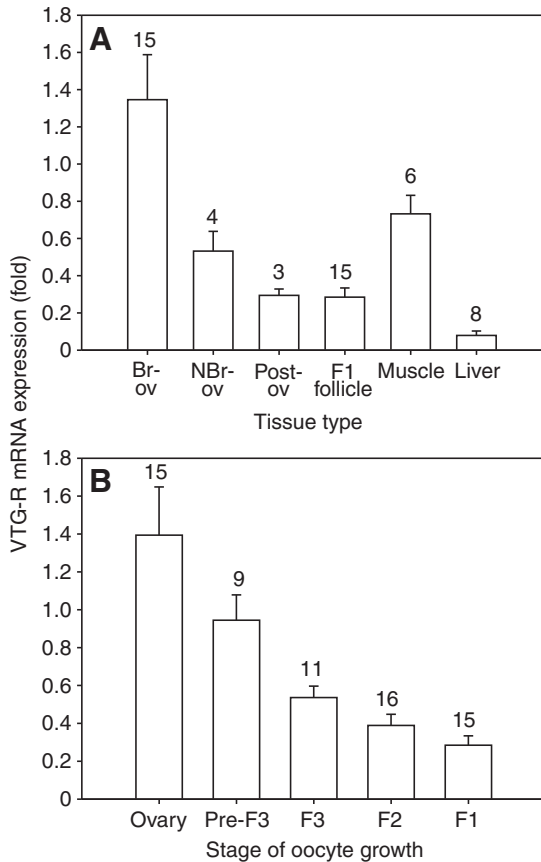 VTG-R mRNA expression (fold)
A
1.8
1.6
1.4
1.2
1.0
0.8
0.6
0.4
0.2
0
15
4
3
15
6
8
Br-
ov
NBr-
ov
Post-
ov
F1
follicle
Muscle
Liver
Tissue type
B
1.8
1.6
1.4
1.2
1.0
0.8
0.6
0.4
0.2
0
15
9
11
16
15
Ovary Pre-F3 F3 F2 F1
Stage of oocyte growth